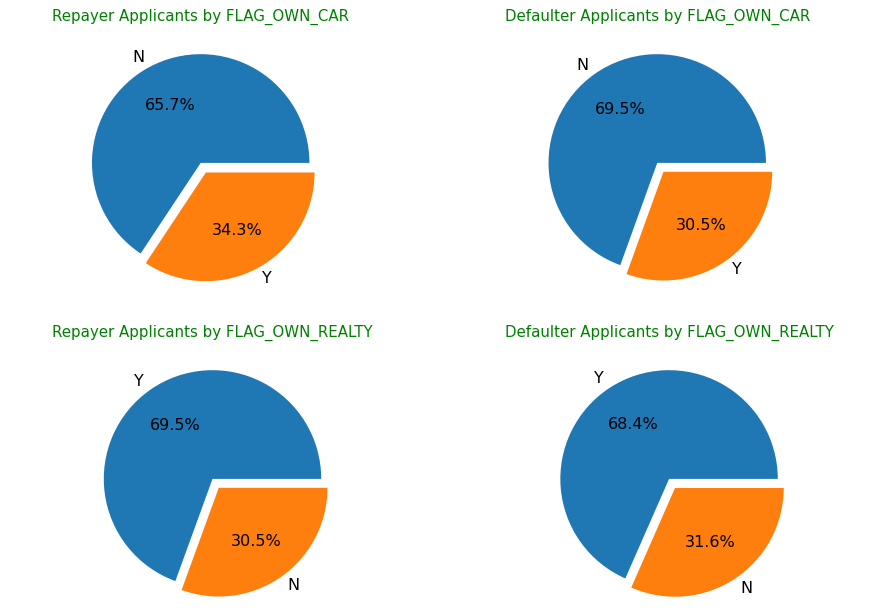 Repayer Applicants by FLAG_OWN_CAR
N
65.7%
34.3%
Y
Defaulter Applicants by FLAG_OWN_CAR
N
69.5%
30.5%
Y
Repayer Applicants by FLAG_OWN_REALTY
Y
69.5%
30.5%
N
Defaulter Applicants by FLAG_OWN_REALTY
Y
68.4%
31.6%
N